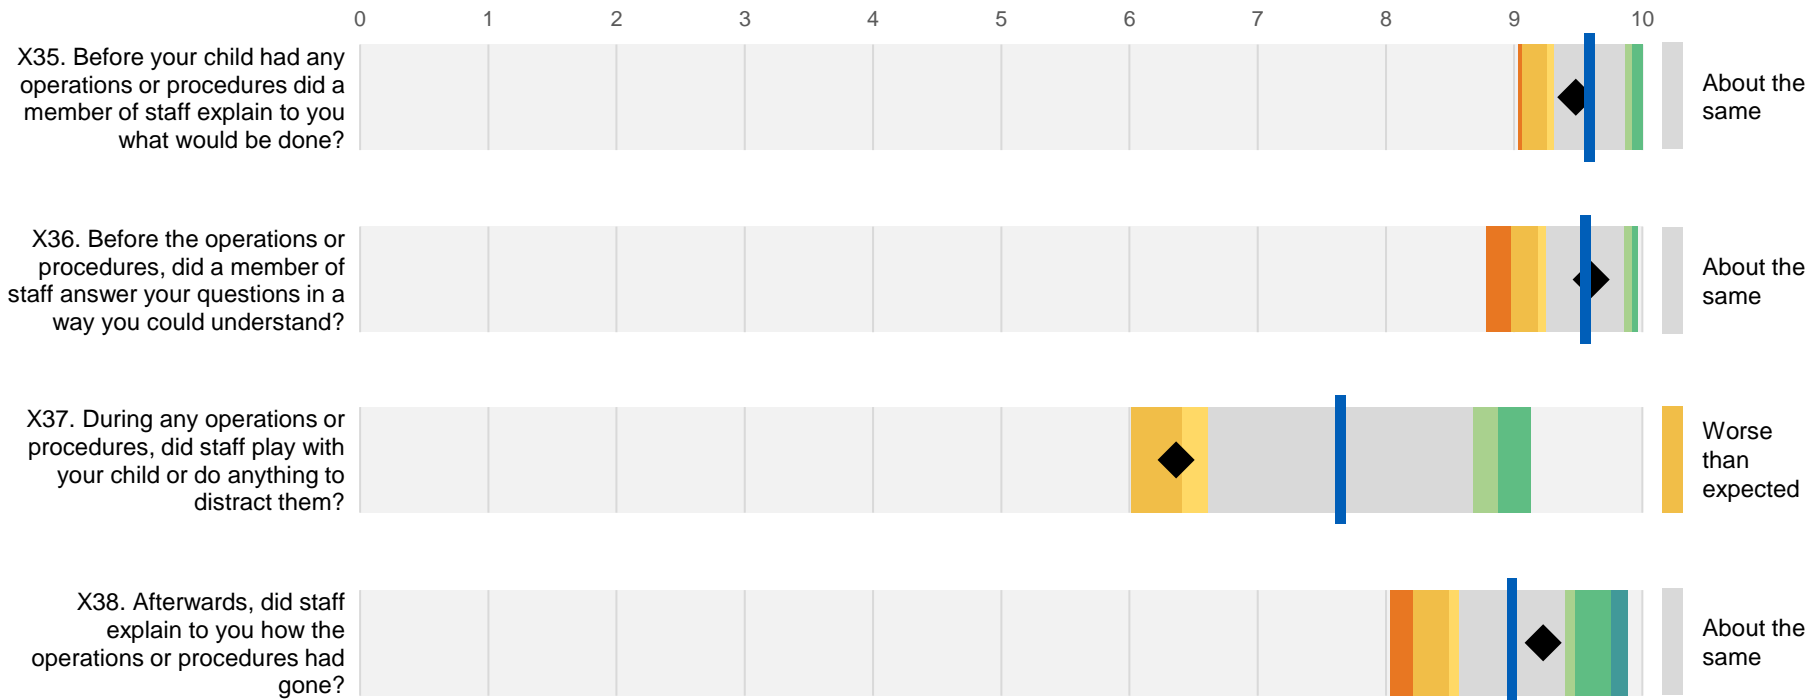 0 1 2 3 4 5 6 7 8 9 10
X35. Before your child had any
operations or procedures did a
member of staff explain to you
what would be done?
About the
same
X36. Before the operations or
procedures, did a member of
staff answer your questions in a
way you could understand?
About the
same
X37. During any operations or
procedures, did staff play with
your child or do anything to
distract them?
Worse
than
expected
X38. Afterwards, did staff
explain to you how the
operations or procedures had
gone?
About the
same